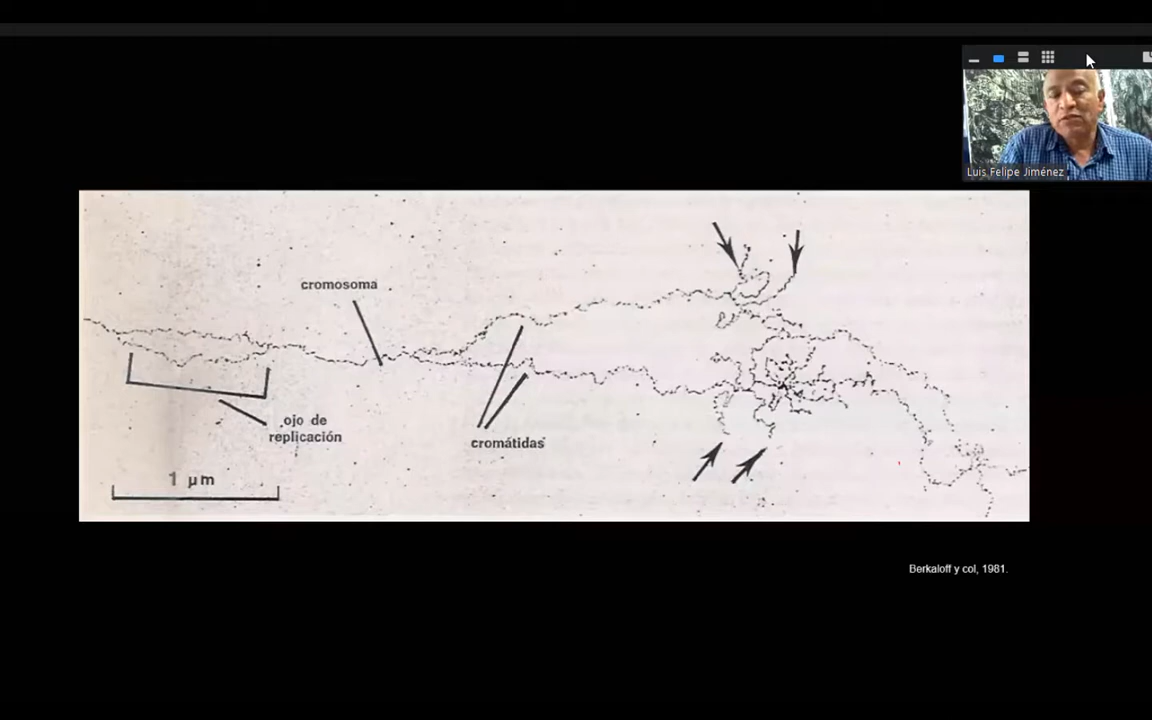 Luis Felipe Jiménez
cromosoma
ojo de
replicación
cromátidas
1 µm
Berkaloff y col, 1981.